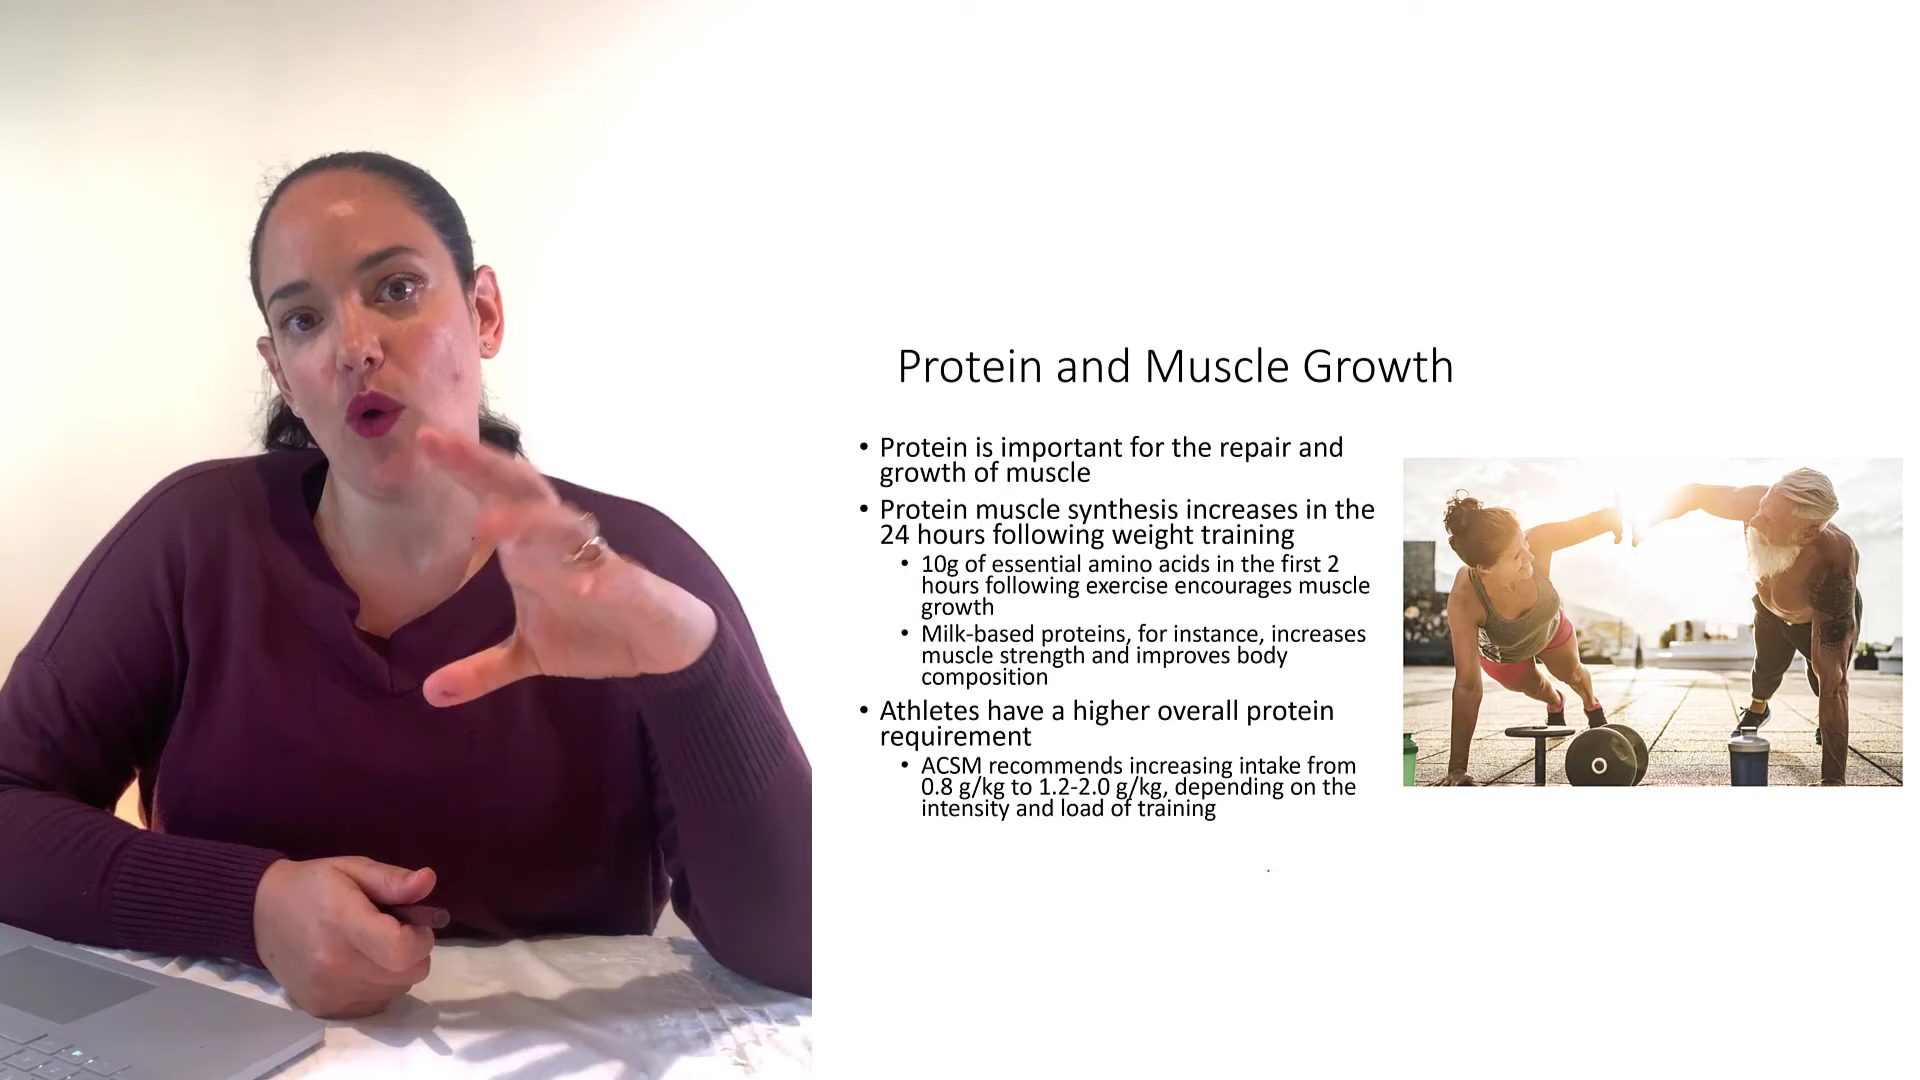 Protein and Muscle Growth
• Protein is important for the repair and
growth of muscle
• Protein muscle synthesis increases in the
24 hours following weight training
• 10g of essential amino acids in the first 2
hours following exercise encourages muscle
growth
• Milk-based proteins, for instance, increases
muscle strength and improves body
composition
• Athletes have a higher overall protein
requirement
• ACSM recommends increasing intake from
0.8 g/kg to 1.2-2.0 g/kg, depending on the
intensity and load of training